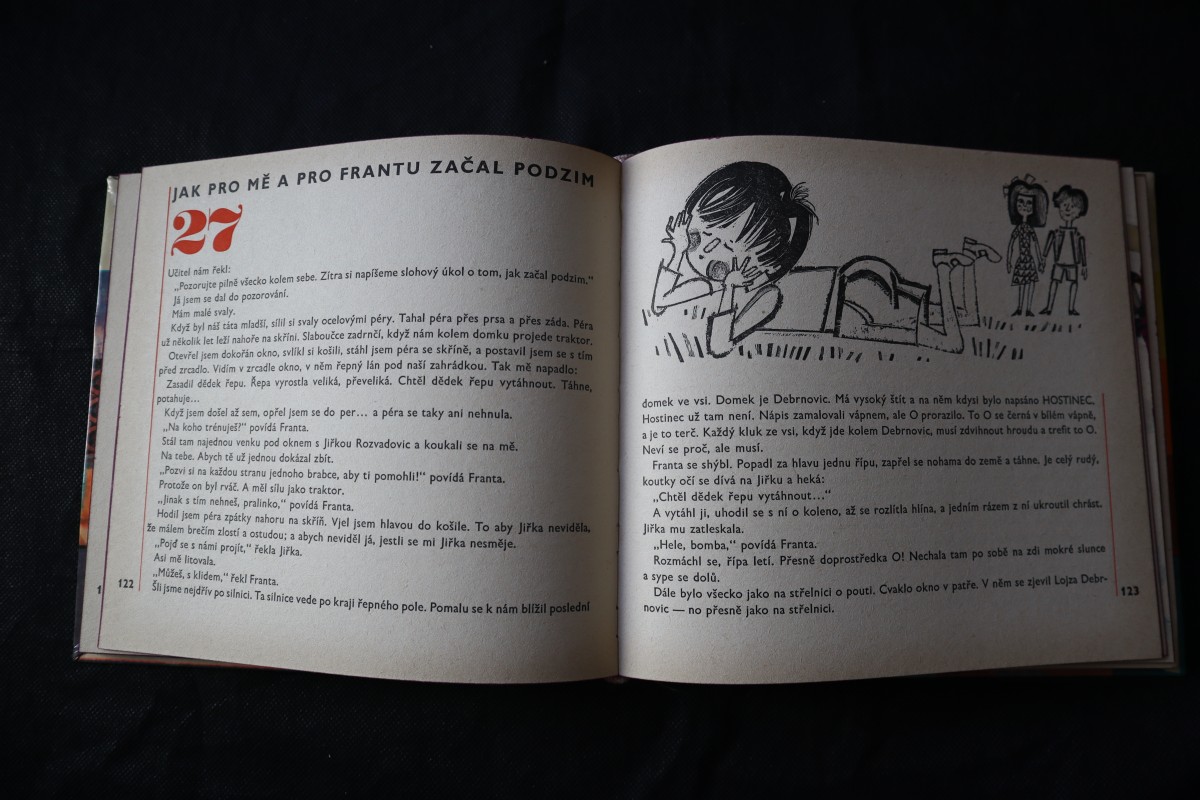 JAK PRO MĚ A PRO FRANTU ZAČAL PODZIM
27
Učitel nám řekl:
„Pozorujte pilně všecko kolem sebe. Zítra si napíšeme slohový úkol o tom, jak začal podzim.“
Já jsem se dal do pozorování.
Mám malé svaly.
Když byl náš táta mladší, sílil si svaly ocelovými péry. Tahal péra přes prsa a přes záda. Péra
už několik let leží nahoře na skříni. Slaboučce zadrnčí, když nám kolem domku projede traktor.
Otevřel jsem dokořán okno, svlíkl si košili, stáhl jsem péra se skříně, a postavil jsem se s tím
před zrcadlo. Vidím v zrcadle okno, v něm řepný lán pod naší zahrádkou. Tak mě napadlo:
Zasadil dědek řepu. Řepa vyrostla veliká, převeliká. Chtěl dědek řepu vytáhnout. Táhne,
potahuje...
Když jsem došel až sem, opřel jsem se do per... a péra se taky ani nehnula.
„Na koho trénuješ?“ povídá Franta.
Stál tam najednou venku pod oknem s Jiřkou Rozvadovic a koukali se na mě.
Na tebe. Abych tě už jednou dokázal zbít.
„Pozvi si na každou stranu jednoho brabce, aby ti pomohli!“ povídá Franta.
Protože on byl rváč. A měl sílu jako traktor.
„Jinak s tím nehneš, pralinko,“ povídá Franta.
Hodil jsem péra zpátky nahoru na skříň. Vjel jsem hlavou do košile. To aby Jiřka neviděla,
že málem brečím zlostí a ostudou; a abych neviděl já, jestli se mi Jiřka nesměje.
„Pojď se s námi projít,“ řekla Jiřka.
Asi mě litovala.
„Můžeš, s klidem,“ řekl Franta.
Šli jsme nejdřív po silnici. Ta silnice vede po kraji řepného pole. Pomalu se k nám blížil poslední
1
122
domek ve vsi. Domek je Debrnovic. Má vysoký štít a na něm kdysi bylo napsáno HOSTINEC.
Hostinec už tam není. Nápis zamalovali vápnem, ale O prorazilo. To O se černá v bílém vápně,
a je to terč. Každý kluk ze vsi, když jde kolem Debrnovic, musí zdvihnout hroudu a trefit to O.
Neví se proč, ale musí.
Franta se shýbl. Popadl za hlavu jednu řípu, zapřel se nohama do země a táhne. Je celý rudý,
koutky očí se dívá na Jiřku a heká:
„Chtěl dědek řepu vytáhnout...“
A vytáhl ji, uhodil se s ní o koleno, až se rozlítla hlína, a jedním rázem z ní ukroutil chrást.
Jiřka mu zatleskala.
„Hele, bomba,“ povídá Franta.
Rozmáchl se, řípa letí. Přesně doprostředka O! Nechala tam po sobě na zdi mokré slunce
a sype se dolů.
Dále bylo všecko jako na střelnici o pouti. Cvaklo okno v patře. V něm se zjevil Lojza Debr-
novic — no přesně jako na střelnici.
123